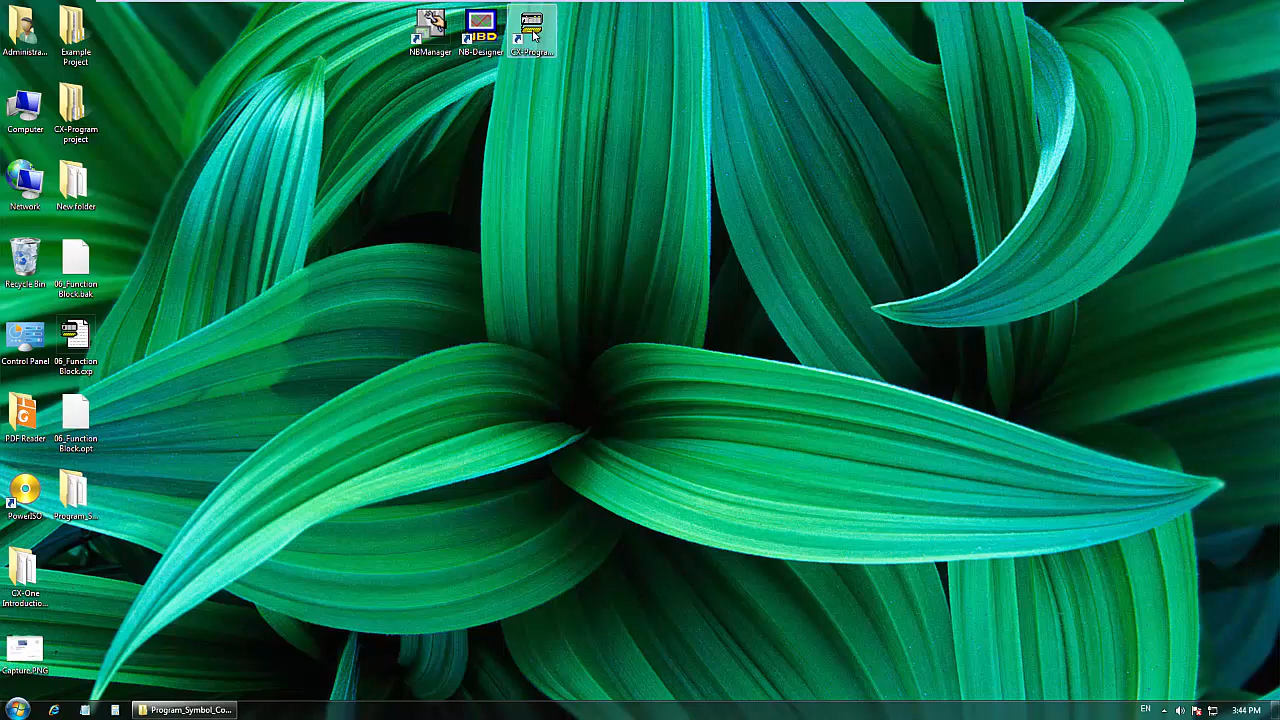 Administra...
Example
Project
Computer
CX-Program
project
Network
New folder
Recycle Bin
06_Function
Block.bak
Control Panel
06_Function
Block.cxp
PDF Reader
06_Function
Block.opt
PowerISO
Program_S...
CX-One
Introductio...
Capture.PNG
NBManager
NB-Designer
CX-Progra...
Program_Symbol_Co...
EN
3:44 PM